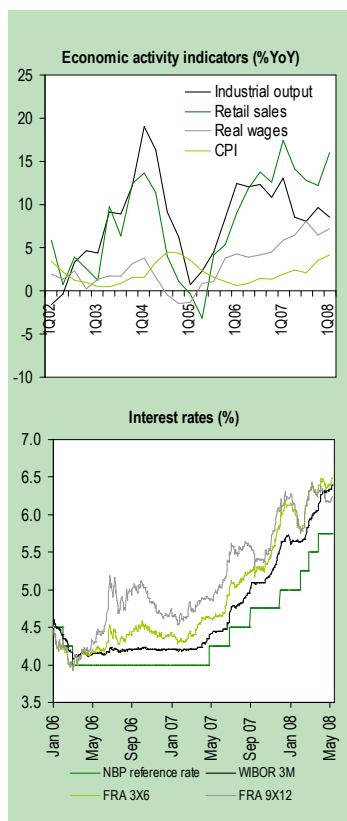 Economic activity indicators (%YoY)
25
20
15
10
5
0
-5
-10
Industrial output
Retail sales
Real wages
CPI
1Q02
1Q03
1Q04
1Q05
1Q06
1Q07
1Q08
Interest rates (%)
7.0
6.5
6.0
5.5
5.0
4.5
4.0
3.5
Jan 06
May 06
Sep 06
Jan 07
May 07
Sep 07
Jan 08
May 08
NBP reference rate
WIBOR 3M
FRA 3X6
FRA 9X12